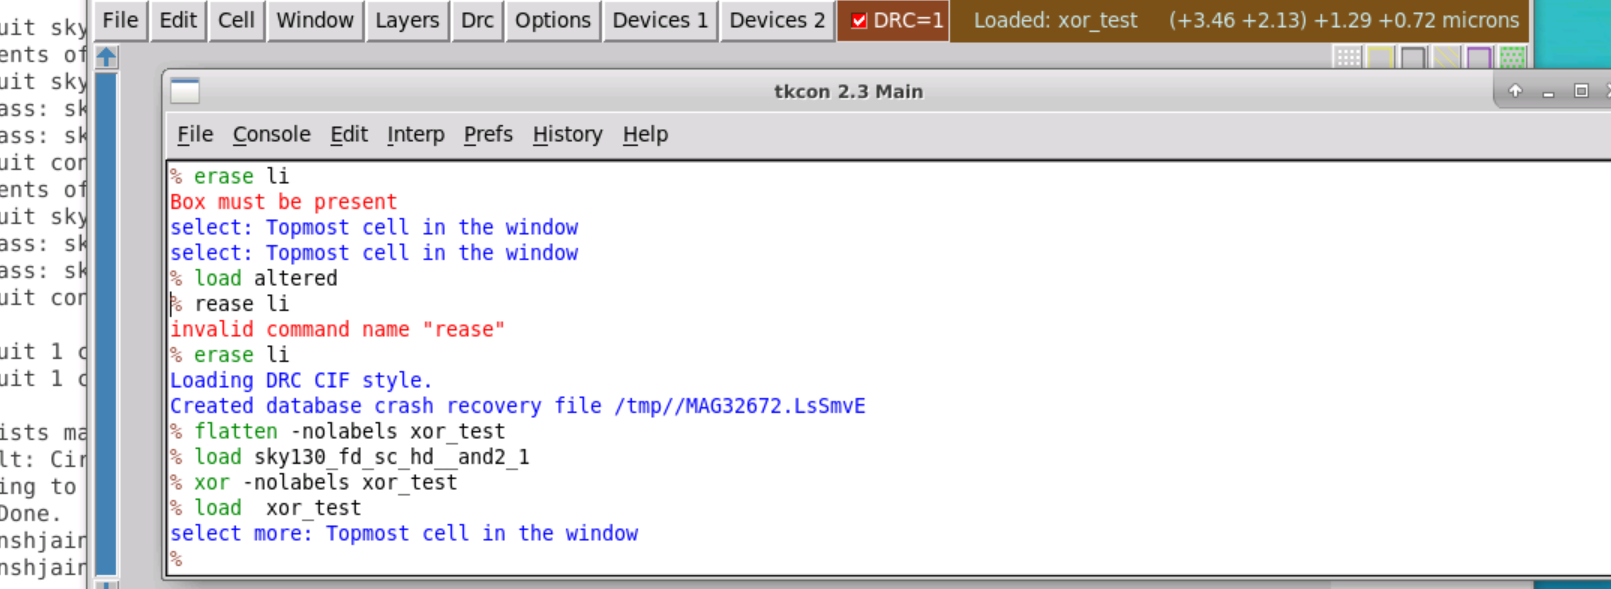 File Edit Cell Window Layers Drc Options Devices 1 Devices 2 DRC=1 Loaded: xor_test (+3.46 +2.13) +1.29 +0.72 microns
tkcon 2.3 Main
File Console Edit Interp Prefs History Help
% erase li
Box must be present
select: Topmost cell in the window
select: Topmost cell in the window
% load altered
% rease li
invalid command name "rease"
% erase li
Loading DRC CIF style.
Created database crash recovery file /tmp//MAG32672.LsSmvE
% flatten -nolabels xor_test
% load sky130_fd_sc_hd__and2_1
% xor -nolabels xor_test
% load  xor_test
select more: Topmost cell in the window
%
uit sky
ents of
uit sky
ass: sk
ass: sk
uit cor
ents of
uit sky
ass: sk
ass: sk
uit cor
uit 1 c
uit 1 c
ists ma
lt: Cir
ing to
Done.
nshjair
nshjair